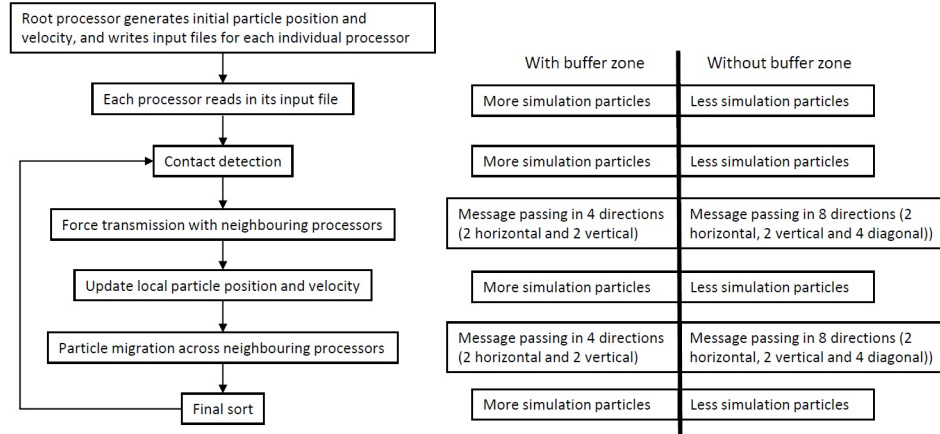 Root processor generates initial particle position and
velocity, and writes input files for each individual processor
Each processor reads in its input file
Contact detection
Force transmission with neighbouring processors
Update local particle position and velocity
Particle migration across neighbouring processors
Final sort
With buffer zone
Without buffer zone
More simulation particles
Less simulation particles
More simulation particles
Less simulation particles
Message passing in 4 directions
(2 horizontal and 2 vertical)
Message passing in 8 directions (2
horizontal, 2 vertical and 4 diagonal))
More simulation particles
Less simulation particles
Message passing in 4 directions
(2 horizontal and 2 vertical)
Message passing in 8 directions (2
horizontal, 2 vertical and 4 diagonal))
More simulation particles
Less simulation particles